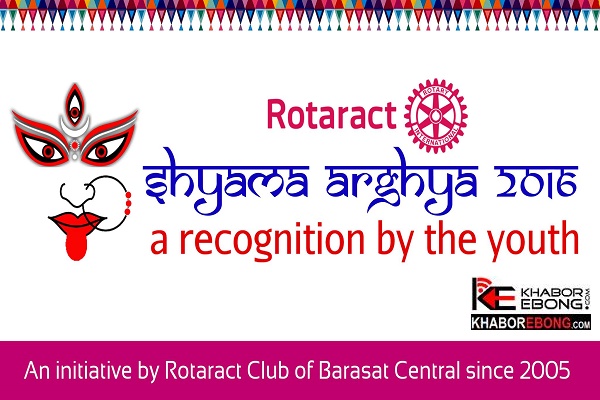 Rotaract
ROTARY
INTERNATIONAL
shyama arghya 2016
a recognition by the youth
KE KHABOR
EBONG.COM
KHABOREBONG.COM
An initiative by Rotaract Club of Barasat Central since 2005